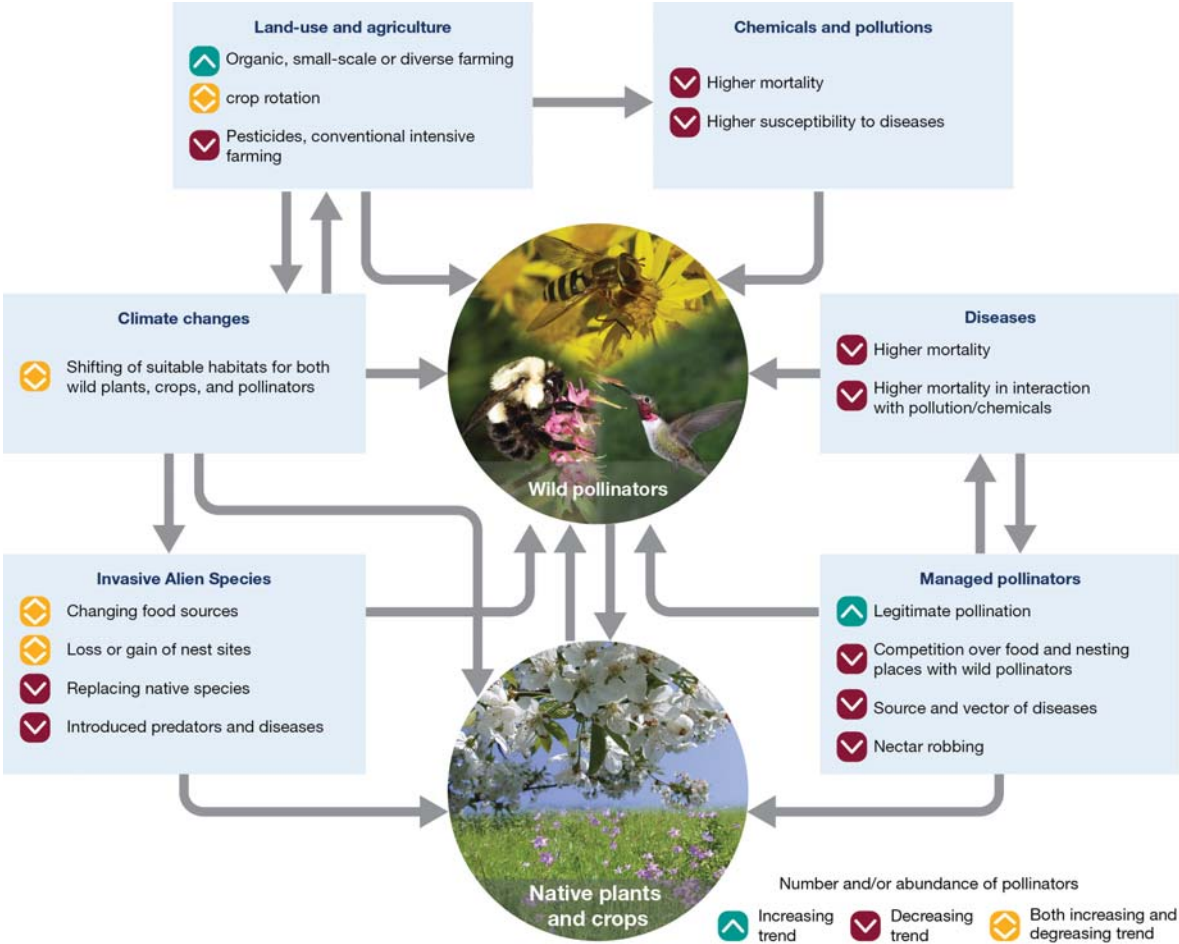 Land-use and agriculture
Organic, small-scale or diverse farming
crop rotation
Pesticides, conventional intensive
farming
Chemicals and pollutions
Higher mortality
Higher susceptibility to diseases
Climate changes
Shifting of suitable habitats for both
wild plants, crops, and pollinators
Wild pollinators
Diseases
Higher mortality
Higher mortality in interaction
with pollution/chemicals
Invasive Alien Species
Changing food sources
Loss or gain of nest sites
Replacing native species
Introduced predators and diseases
Managed pollinators
Legitimate pollination
Competition over food and nesting
places with wild pollinators
Source and vector of diseases
Nectar robbing
Native plants
and crops
Number and/or abundance of pollinators
Increasing
trend
Decreasing
trend
Both increasing and
degreasing trend